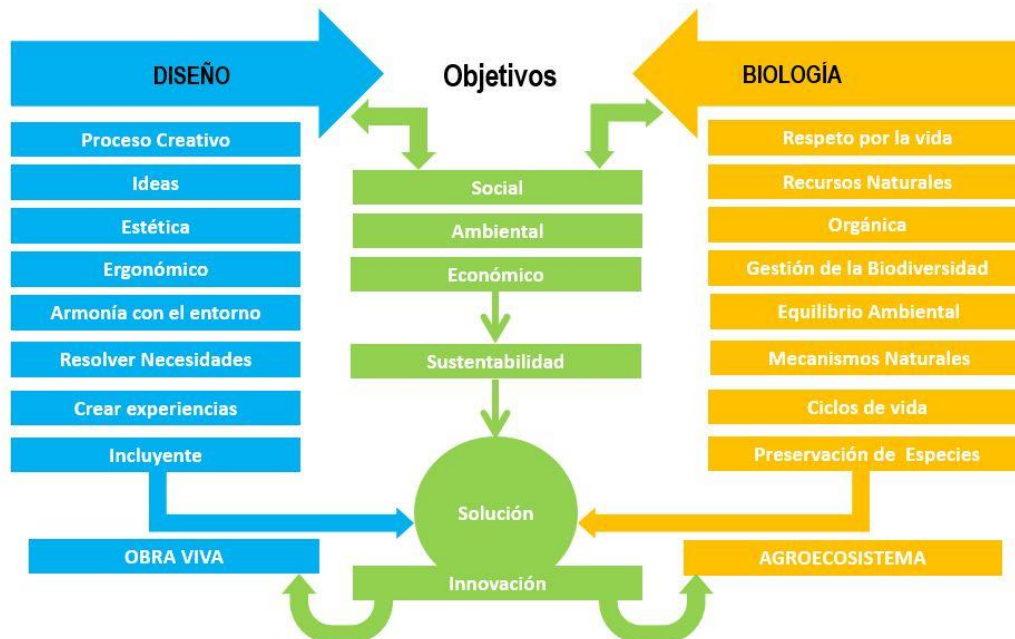 DISEÑO
Objetivos
BIOLOGÍA
Proceso Creativo
Ideas
Estética
Ergonómico
Armonía con el entorno
Resolver Necesidades
Crear experiencias
Incluyente
Social
Ambiental
Económico
Sustentabilidad
Solución
Innovación
Respeto por la vida
Recursos Naturales
Orgánica
Gestión de la Biodiversidad
Equilibrio Ambiental
Mecanismos Naturales
Ciclos de vida
Preservación de Especies
OBRA VIVA
AGROECOSISTEMA